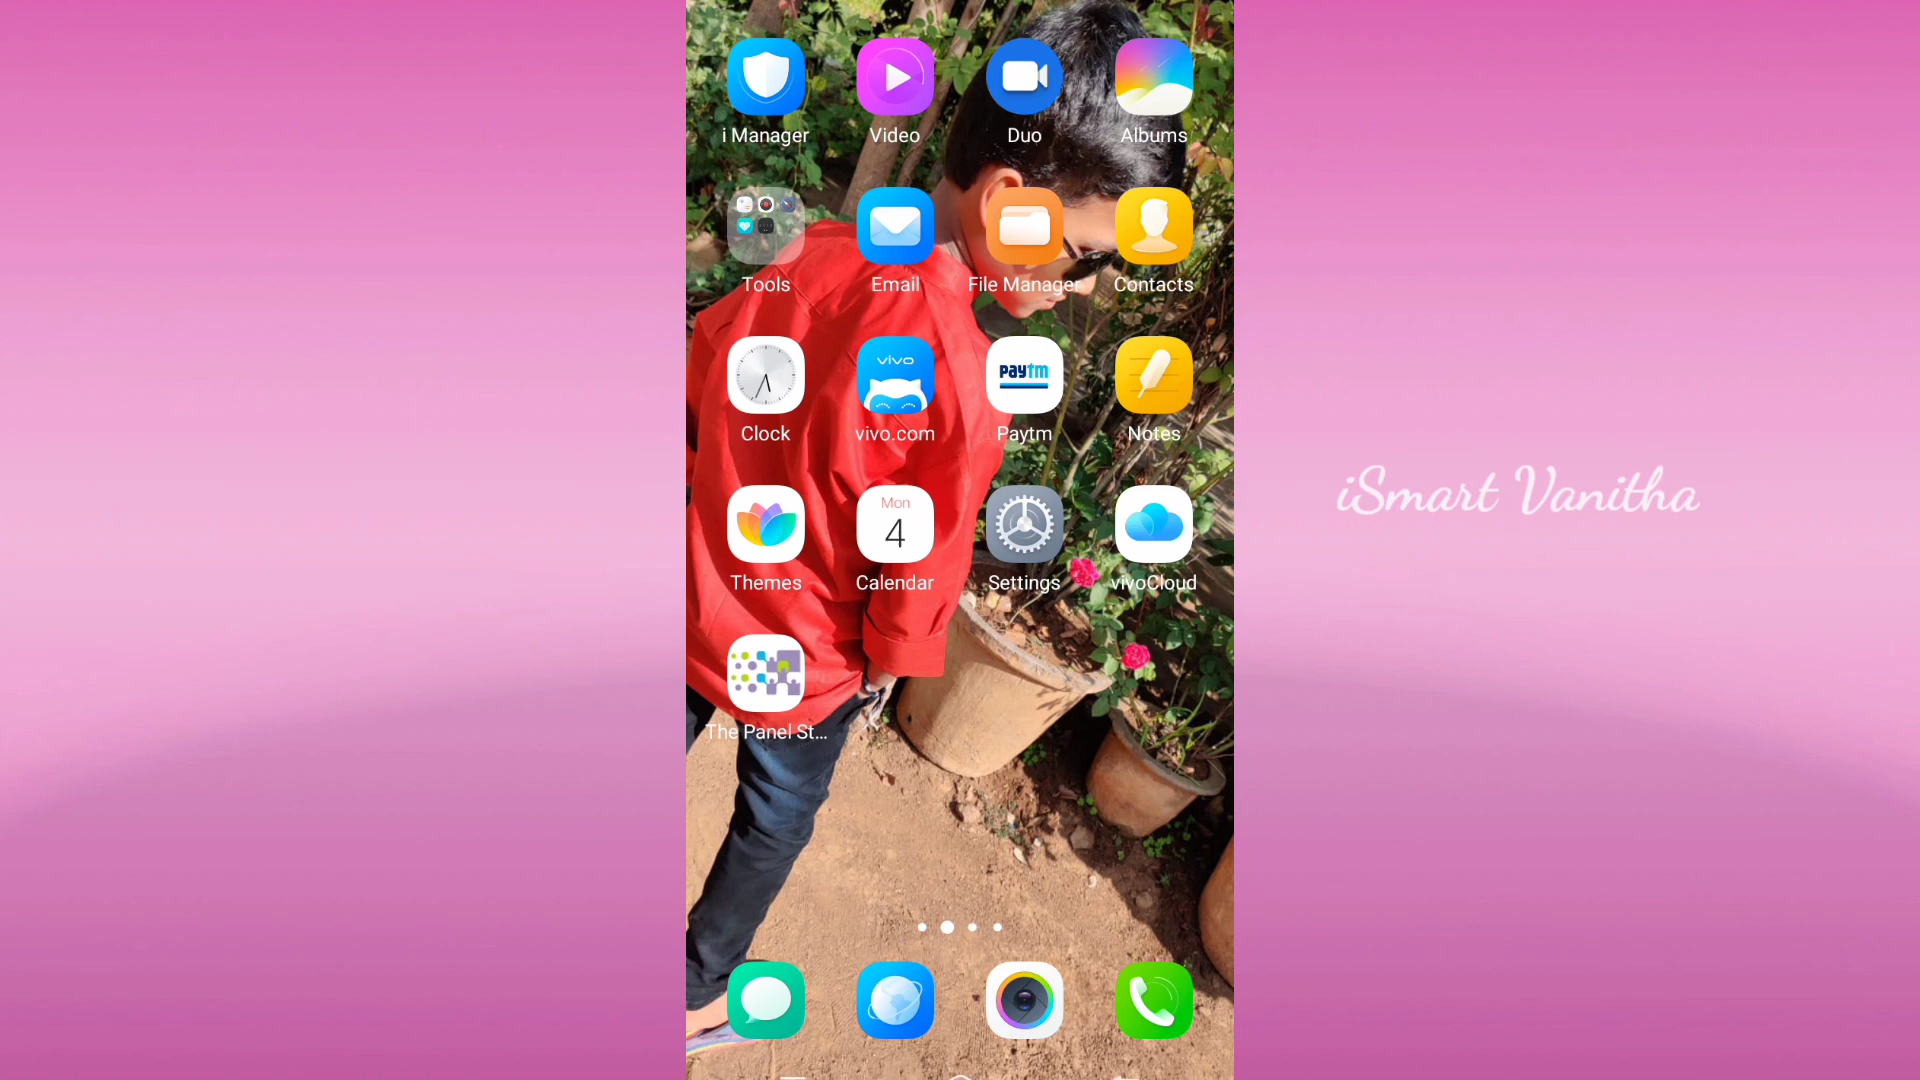 i Manager
Video
Duo
Albums
Tools
Email
File Manager
Contacts
vivo
paytm
Clock
vivo.com
Paytm
Notes
Mon
4
Themes
Calendar
Settings
vivoCloud
The Panel St...
iSmart Vanitha